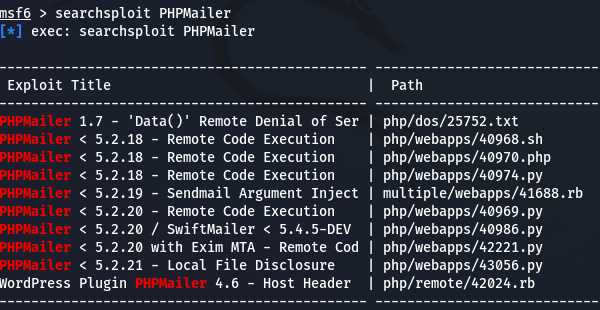 msf6 > searchsploit PHPMailer
[*] exec: searchsploit PHPMailer
---------------------------------------------- ---------------------------------
Exploit Title | Path
---------------------------------------------- ---------------------------------
PHPMailer 1.7 - 'Data()' Remote Denial of Ser | php/dos/25752.txt
PHPMailer < 5.2.18 - Remote Code Execution | php/webapps/40968.sh
PHPMailer < 5.2.18 - Remote Code Execution | php/webapps/40970.php
PHPMailer < 5.2.18 - Remote Code Execution | php/webapps/40974.py
PHPMailer < 5.2.19 - Sendmail Argument Inject | multiple/webapps/41688.rb
PHPMailer < 5.2.20 - Remote Code Execution | php/webapps/40969.py
PHPMailer < 5.2.20 / SwiftMailer < 5.4.5-DEV | php/webapps/40986.py
PHPMailer < 5.2.20 with Exim MTA - Remote Cod | php/webapps/42221.py
PHPMailer < 5.2.21 - Local File Disclosure | php/webapps/43056.py
WordPress Plugin PHPMailer 4.6 - Host Header | php/remote/42024.rb
---------------------------------------------- ---------------------------------